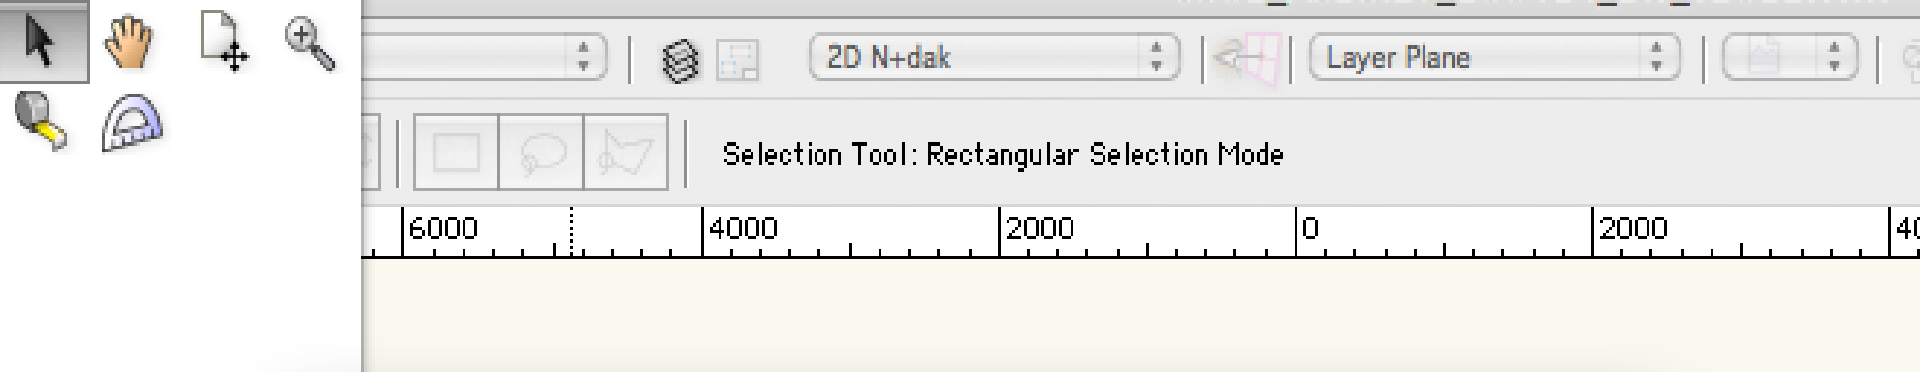 2D N+dak
Layer Plane
Selection Tool: Rectangular Selection Mode
6000 4000 2000 0 2000